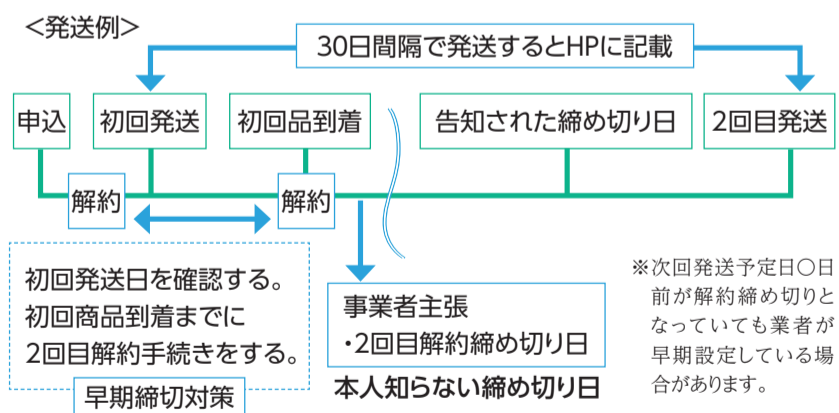 <発送例>
30日間隔で発送するとHPに記載
申込
初回発送
初回品到着
告知された締め切り日
2回目発送
解約
解約
初回発送日を確認する。
初回商品到着までに
2回目解約手続きをする。
早期締切対策
事業者主張
・2回目解約締め切り日
本人知らない締め切り日
※次回発送予定日〇日
前が解約締め切りと
なっていても業者が
早期設定している場
合があります。